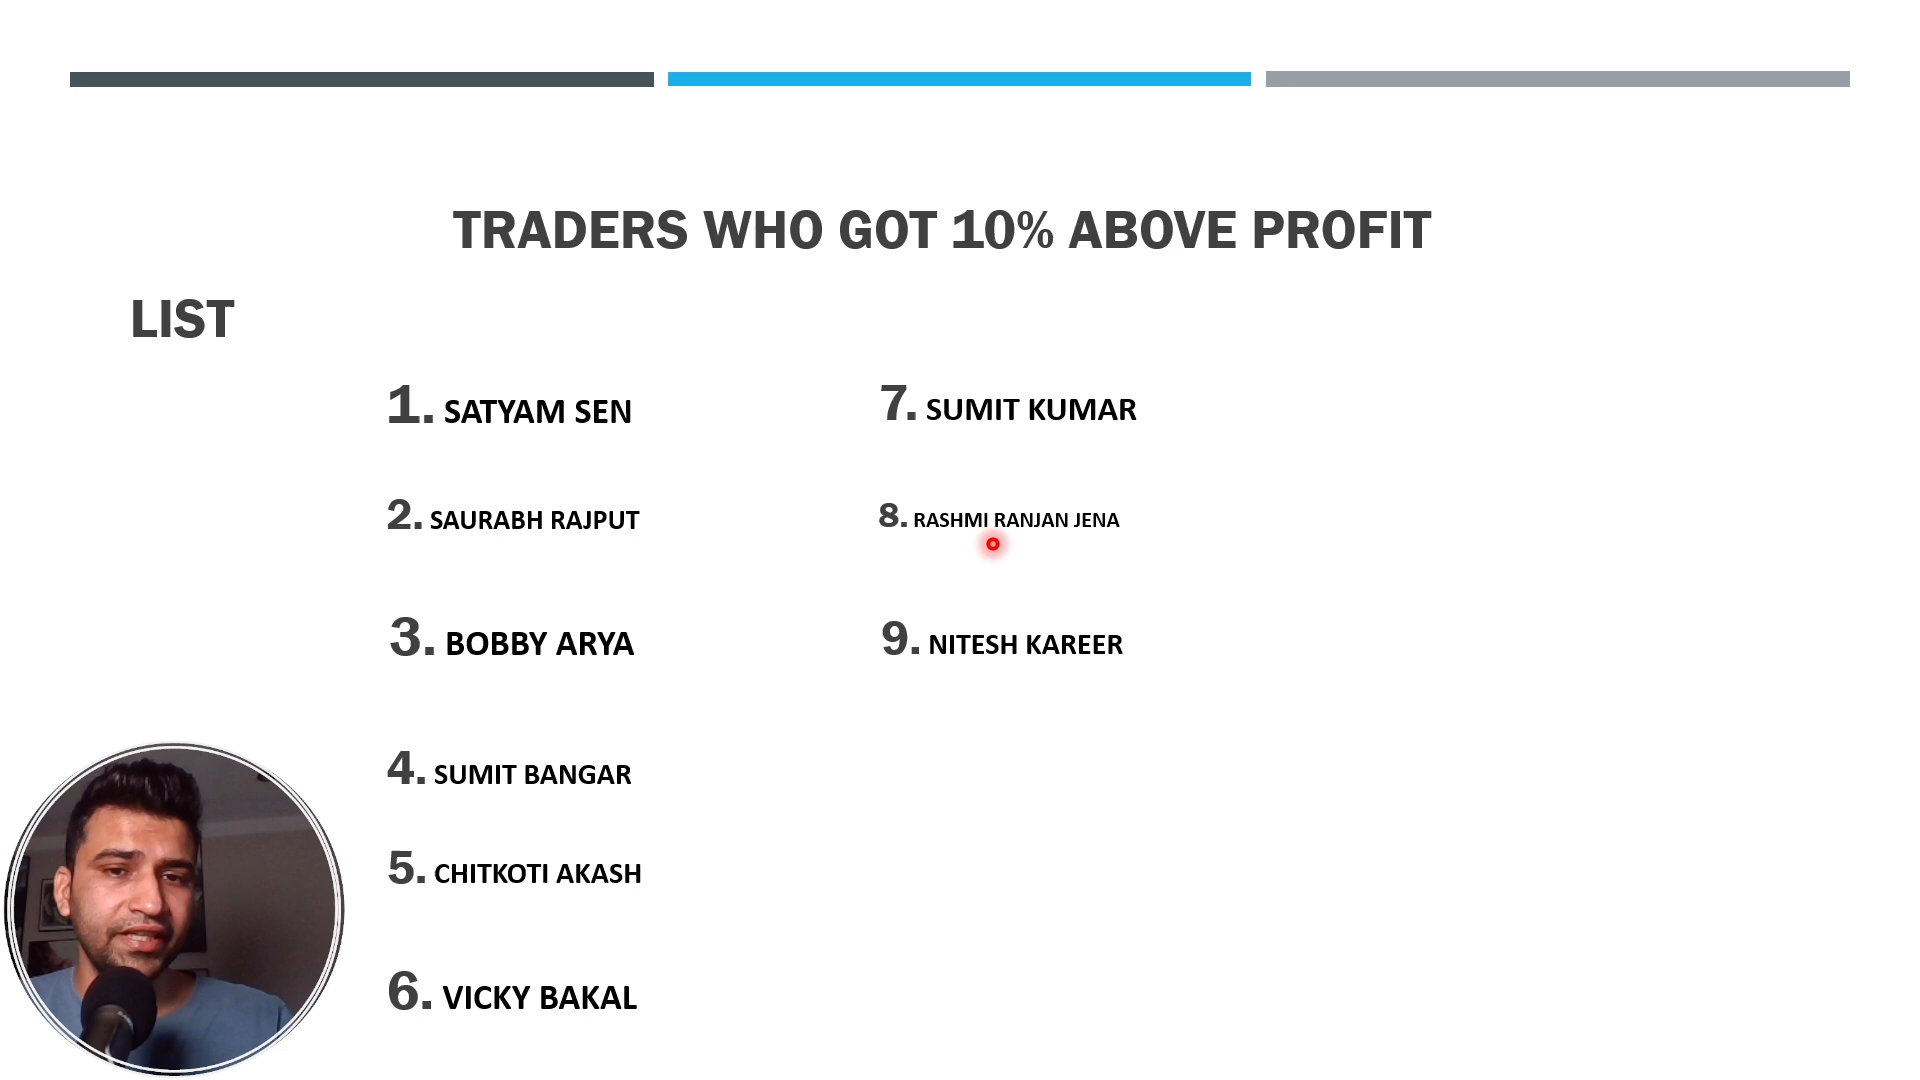 TRADERS WHO GOT 10% ABOVE PROFIT
LIST
1. SATYAM SEN
2. SAURABH RAJPUT
3. BOBBY ARYA
4. SUMIT BANGAR
5. CHITKOTI AKASH
6. VICKY BAKAL
7. SUMIT KUMAR
8. RASHMI RANJAN JENA
9. NITESH KAREER